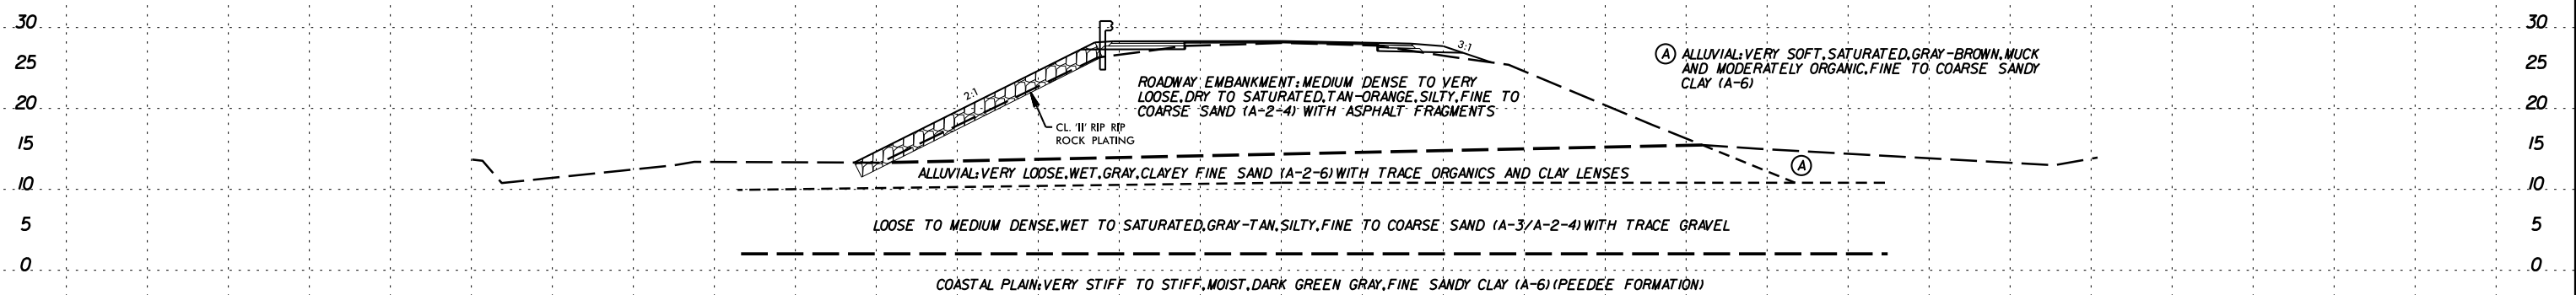 30
25
20
15
10
5
0
2:1
3:1
CL. 'II' RIP RIP
ROCK PLATING
ROADWAY EMBANKMENT: MEDIUM DENSE TO VERY
LOOSE, DRY TO SATURATED, TAN-ORANGE, SILTY, FINE TO
COARSE SAND (A-2-4) WITH ASPHALT FRAGMENTS
A ALLUVIAL: VERY SOFT, SATURATED, GRAY-BROWN, MUCK
AND MODERATELY ORGANIC, FINE TO COARSE SANDY
CLAY (A-6)
A
ALLUVIAL: VERY LOOSE, WET, GRAY, CLAYEY FINE SAND (A-2-6) WITH TRACE ORGANICS AND CLAY LENSES
LOOSE TO MEDIUM DENSE, WET TO SATURATED, GRAY-TAN, SILTY, FINE TO COARSE SAND (A-3/A-2-4) WITH TRACE GRAVEL
COASTAL PLAIN: VERY STIFF TO STIFF, MOIST, DARK GREEN GRAY, FINE SANDY CLAY (A-6) (PEEDEE FORMATION)
30
25
20
15
10
5
0